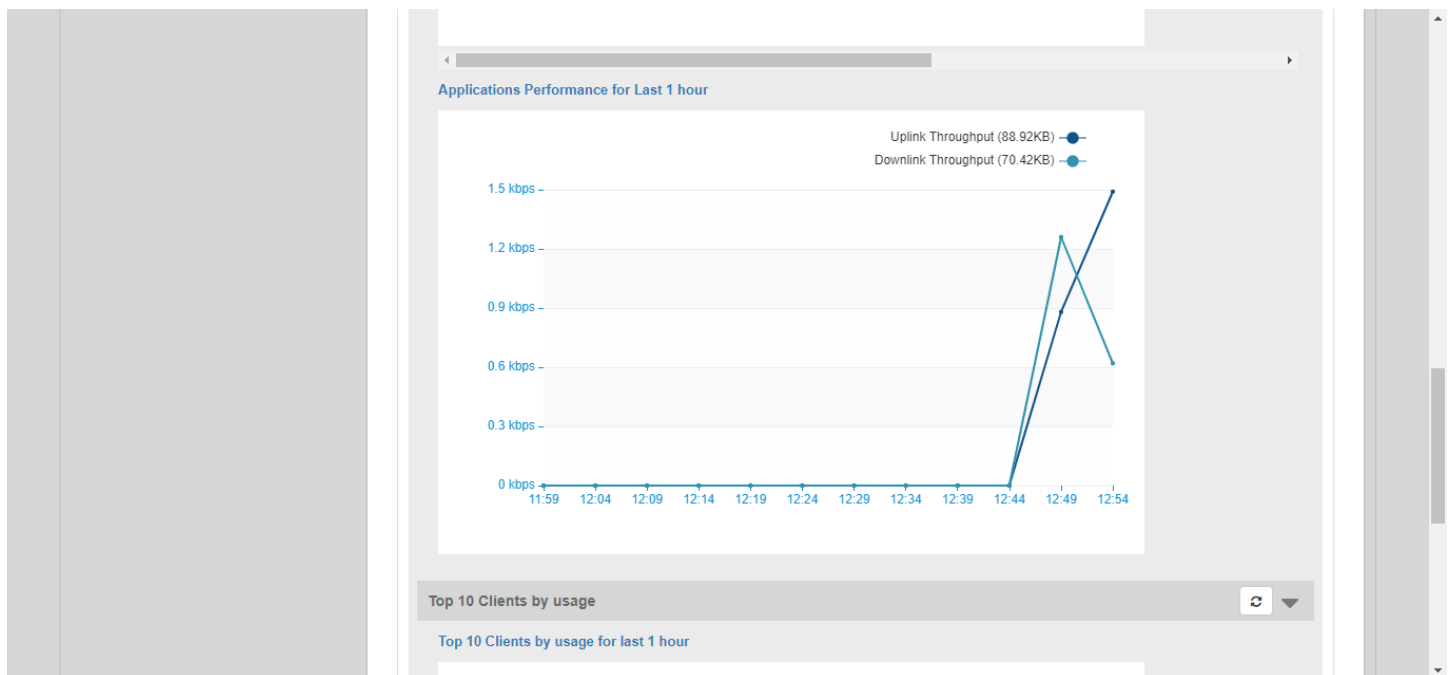 Applications Performance for Last 1 hour
Uplink Throughput (88.92KB)
Downlink Throughput (70.42KB)
1.5 kbps
1.2 kbps
0.9 kbps
0.6 kbps
0.3 kbps
0 kbps
11:59 12:04 12:09 12:14 12:19 12:24 12:29 12:34 12:39 12:44 12:49 12:54
Top 10 Clients by usage
Top 10 Clients by usage for last 1 hour